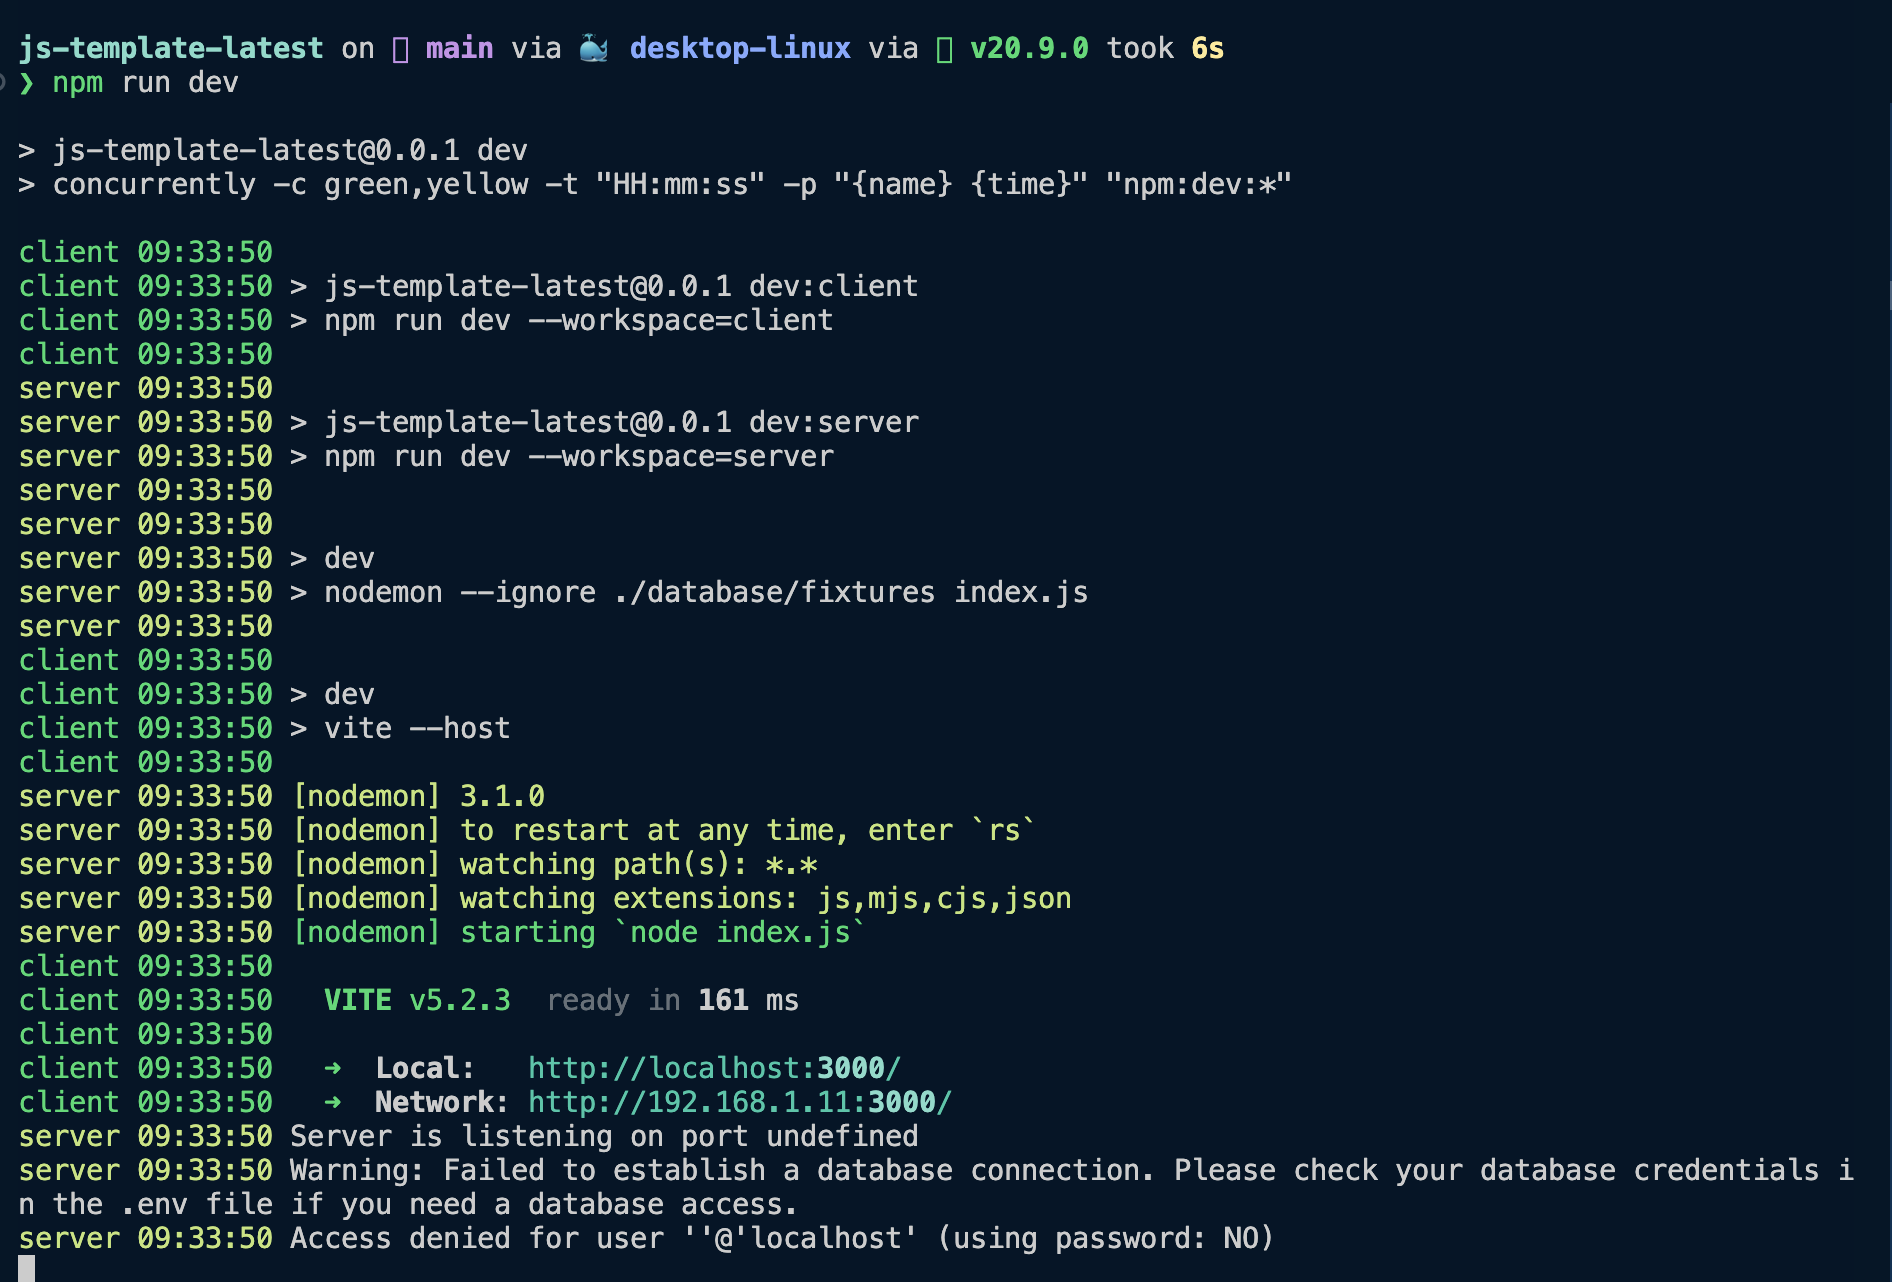 js-template-latest on main via 🐳 desktop-linux via v20.9.0 took 6s
❯ npm run dev
> js-template-latest@0.0.1 dev
> concurrently -c green,yellow -t "HH:mm:ss" -p "{name} {time}" "npm:dev:*"
client 09:33:50
client 09:33:50 > js-template-latest@0.0.1 dev:client
client 09:33:50 > npm run dev --workspace=client
client 09:33:50
server 09:33:50
server 09:33:50 > js-template-latest@0.0.1 dev:server
server 09:33:50 > npm run dev --workspace=server
server 09:33:50
server 09:33:50
server 09:33:50 > dev
server 09:33:50 > nodemon --ignore ./database/fixtures index.js
server 09:33:50
client 09:33:50
client 09:33:50 > dev
client 09:33:50 > vite --host
client 09:33:50
server 09:33:50 [nodemon] 3.1.0
server 09:33:50 [nodemon] to restart at any time, enter `rs`
server 09:33:50 [nodemon] watching path(s): *.*
server 09:33:50 [nodemon] watching extensions: js,mjs,cjs,json
server 09:33:50 [nodemon] starting `node index.js`
client 09:33:50
client 09:33:50 VITE v5.2.3 ready in 161 ms
client 09:33:50
client 09:33:50 ➜ Local: http://localhost:3000/
client 09:33:50 ➜ Network: http://192.168.1.11:3000/
server 09:33:50 Server is listening on port undefined
server 09:33:50 Warning: Failed to establish a database connection. Please check your database credentials i
n the .env file if you need a database access.
server 09:33:50 Access denied for user ''@'localhost' (using password: NO)